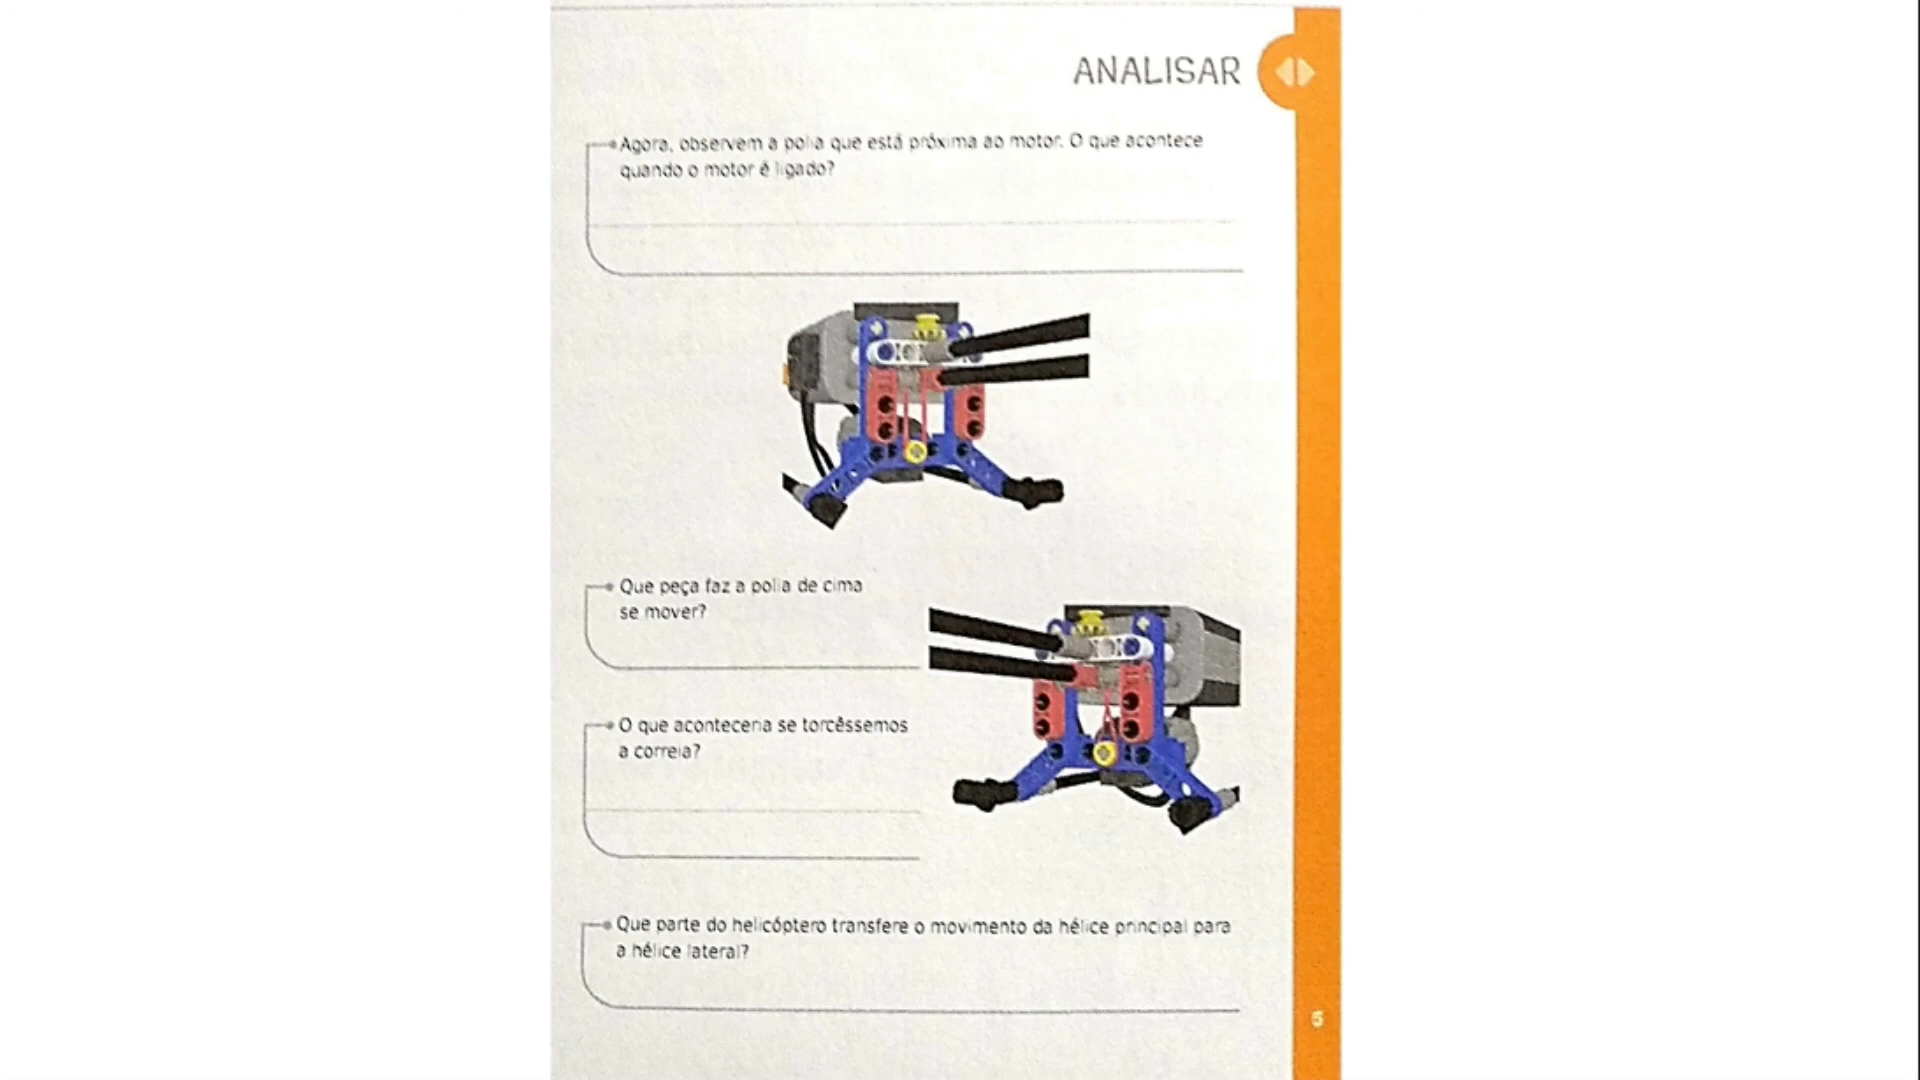 ANALISAR
Agora, observem a polia que está próxima ao motor. O que acontece
quando o motor é ligado?
Que peça faz a polia de cima
se mover?
O que aconteceria se torcêssemos
a correia?
Que parte do helicóptero transfere o movimento da hélice principal para
a hélice lateral?
5